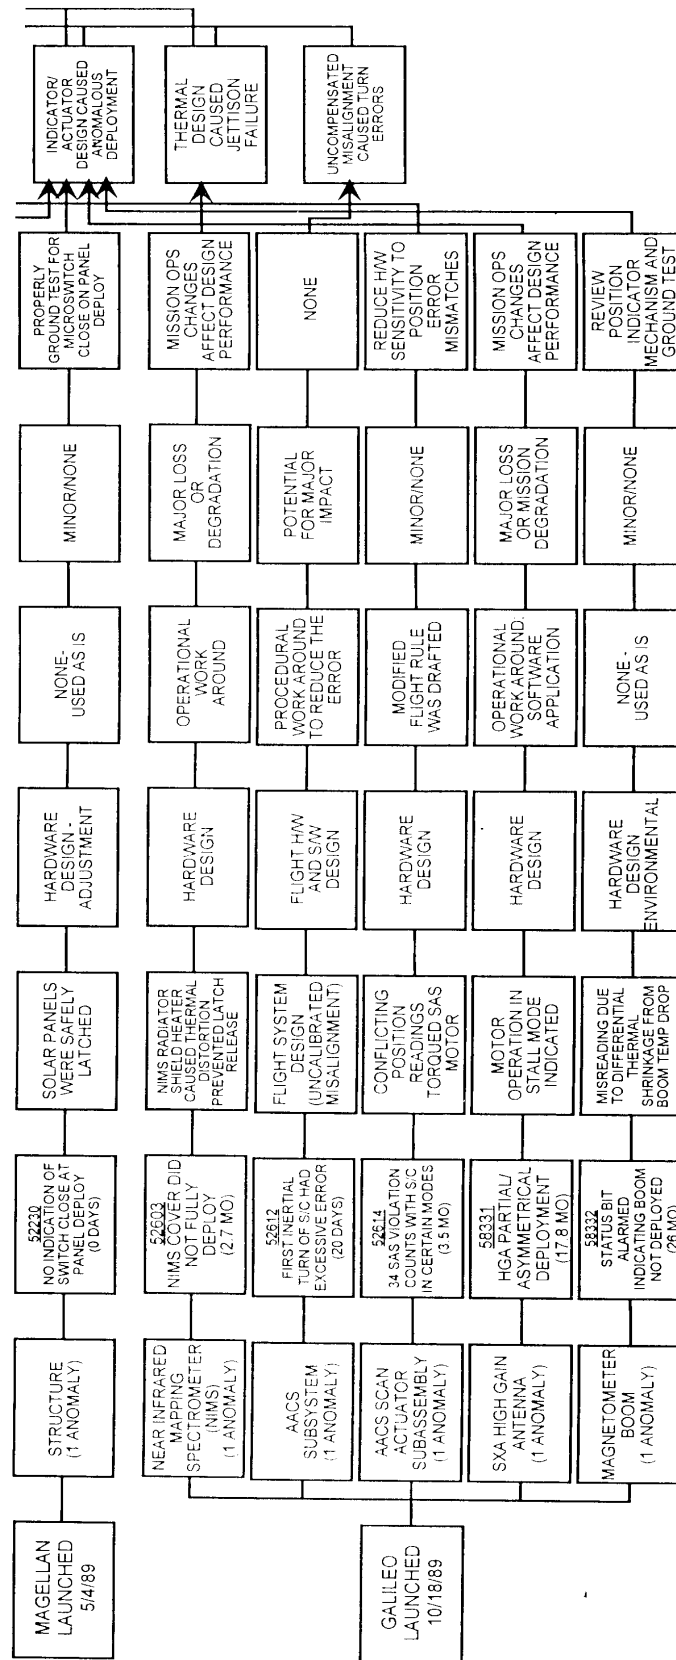 MAGELLAN
LAUNCHED
5/4/89
STRUCTURE
(1 ANOMALY)
52230
NO INDICATION OF
SWITCH CLOSE AT
PANEL DEPLOY
(0 DAYS)
SOLAR PANELS
WERE SAFELY
LATCHED
HARDWARE
DESIGN -
ADJUSTMENT
NONE-
USED AS IS
MINOR/NONE
PROPERLY
GROUND TEST FOR
MICROSWITCH
CLOSE ON PANEL
DEPLOY
INDICATOR/
ACTUATOR
DESIGN CAUSED
ANOMALOUS
DEPLOYMENT
GALILEO
LAUNCHED
10/18/89
NEAR INFRARED
MAPPING
SPECTROMETER
(NIMS)
(1 ANOMALY)
52603
NIMS COVER DID
NOT FULLY
DEPLOY
(2.7 MO)
NIMS RADIATOR
SHIELD HEATER
CAUSED THERMAL
DISTORTION
PREVENTED LATCH
RELEASE
HARDWARE
DESIGN
OPERATIONAL
WORK
AROUND
MAJOR LOSS
OR
DEGRADATION
MISSION OPS
CHANGES
AFFECT DESIGN
PERFORMANCE
THERMAL
DESIGN
CAUSED
JETTISON
FAILURE
AACS
SUBSYSTEM
(1 ANOMALY)
52612
FIRST INERTIAL
TURN OF S/C HAD
EXCESSIVE ERROR
(20 DAYS)
FLIGHT SYSTEM
DESIGN
(UNCALIBRATED
MISALIGNMENT)
FLIGHT H/W
AND S/W
DESIGN
PROCEDURAL
WORK AROUND
TO REDUCE THE
ERROR
POTENTIAL
FOR MAJOR
IMPACT
NONE
UNCOMPENSATED
MISALIGNMENT
CAUSED TURN
ERRORS
AACS SCAN
ACTUATOR
SUBASSEMBLY
(1 ANOMALY)
52614
34 SAS VIOLATION
COUNTS WITH S/C
IN CERTAIN MODES
(3.5 MO)
CONFLICTING
POSITION
READINGS
TORQUED SAS
MOTOR
HARDWARE
DESIGN
MODIFIED
FLIGHT RULE
WAS DRAFTED
MINOR/NONE
REDUCE H/W
SENSITIVITY TO
POSITION
ERROR
MISMATCHES
SXA HIGH GAIN
ANTENNA
(1 ANOMALY)
58331
HGA PARTIAL/
ASYMMETRICAL
DEPLOYMENT
(17.8 MO)
MOTOR
OPERATION IN
STALL MODE
INDICATED
HARDWARE
DESIGN
OPERATIONAL
WORK AROUND:
SOFTWARE
APPLICATION
MAJOR LOSS
OR MISSION
DEGRADATION
MISSION OPS
CHANGES
AFFECT DESIGN
PERFORMANCE
MAGNETOMETER
BOOM
(1 ANOMALY)
58332
STATUS BIT
ALARMED
INDICATING BOOM
NOT DEPLOYED
(26 MO)
MISREADING DUE
TO DIFFERENTIAL
THERMAL
SHRINKAGE FROM
BOOM TEMP DROP
HARDWARE
DESIGN
ENVIRONMENTAL
NONE -
USED AS IS
MINOR/NONE
REVIEW
POSITION
INDICATOR
MECHANISM AND
GROUND TEST